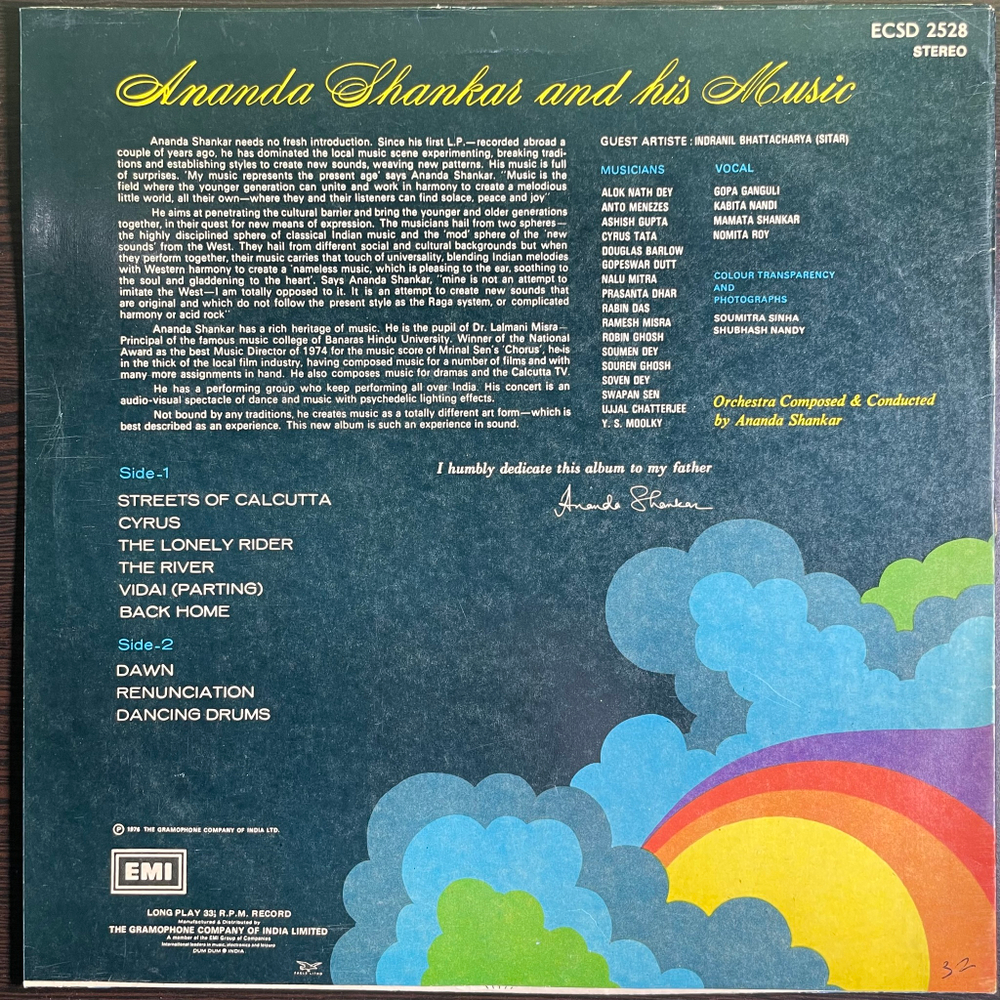 ECSD 2528
STEREO
Ananda Shankar and his Music
Ananda Shankar needs no fresh introduction. Since his first L.P.—recorded abroad a
couple of years ago, he has dominated the local music scene experimenting, breaking tradi-
tions and establishing styles to create new sounds, weaving new patterns. His music is full
of surprises. 'My music represents the present age' says Ananda Shankar. "Music is the
field where the younger generation can unite and work in harmony to create a melodious
little world, all their own—where they and their listeners can find solace, peace and joy'
He aims at penetrating the cultural barrier and bring the younger and older generations
together, in their quest for new means of expression. The musicians hail from two spheres—
the highly disciplined sphere of classical Indian music and the 'mod' sphere of the 'new
sounds' from the West. They hail from different social and cultural backgrounds but when
they perform together, their music carries that touch of universality, blending Indian melodies
with Western harmony to create a 'nameless music, which is pleasing to the ear, soothing to
the soul and gladdening to the heart'. Says Ananda Shankar, "mine is not an attempt to
imitate the West—I am totally opposed to it. It is an attempt to create new sounds that
are original and which do not follow the present style as the Raga system, or complicated
harmony or acid rock"
Ananda Shankar has a rich heritage of music. He is the pupil of Dr. Lalmani Misra—
Principal of the famous music college of Banaras Hindu University. Winner of the National
Award as the best Music Director of 1974 for the music score of Mrinal Sen's 'Chorus', he is
in the thick of the local film industry, having composed music for a number of films and with
many more assignments in hand. He also composes music for dramas and the Calcutta TV.
He has a performing group who keep performing all over India. His concert is an
audio-visual spectacle of dance and music with psychedelic lighting effects.
Not bound by any traditions, he creates music as a totally different art form—which is
best described as an experience. This new album is such an experience in sound.
GUEST ARTISTE : INDRANIL BHATTACHARYA (SITAR)
MUSICIANS
ALOK NATH DEY
ANTO MENEZES
ASHISH GUPTA
CYRUS TATA
DOUGLAS BARLOW
GOPESWAR DUTT
NALU MITRA
PRASANTA DHAR
RABIN DAS
RAMESH MISRA
ROBIN GHOSH
SOUMEN DEY
SOUREN GHOSH
SOVEN DEY
SWAPAN SEN
UJJAL CHATTERJEE
Y. S. MOOLKY
VOCAL
GOPA GANGULI
KABITA NANDI
MAMATA SHANKAR
NOMITA ROY
COLOUR TRANSPARENCY
AND
PHOTOGRAPHS
SOUMITRA SINHA
SHUBHASH NANDY
Orchestra Composed & Conducted
by Ananda Shankar
I humbly dedicate this album to my father
Ananda Shankar
Side-1
STREETS OF CALCUTTA
CYRUS
THE LONELY RIDER
THE RIVER
VIDAI (PARTING)
BACK HOME
Side-2
DAWN
RENUNCIATION
DANCING DRUMS
Ⓟ 1976 THE GRAMOPHONE COMPANY OF INDIA LTD.
EMI
LONG PLAY 33⅓ R.P.M. RECORD
Manufactured & Distributed by
THE GRAMOPHONE COMPANY OF INDIA LIMITED
A member of the EMI Group of Companies
International leaders in music, electronics and leisure
DUM DUM INDIA
32